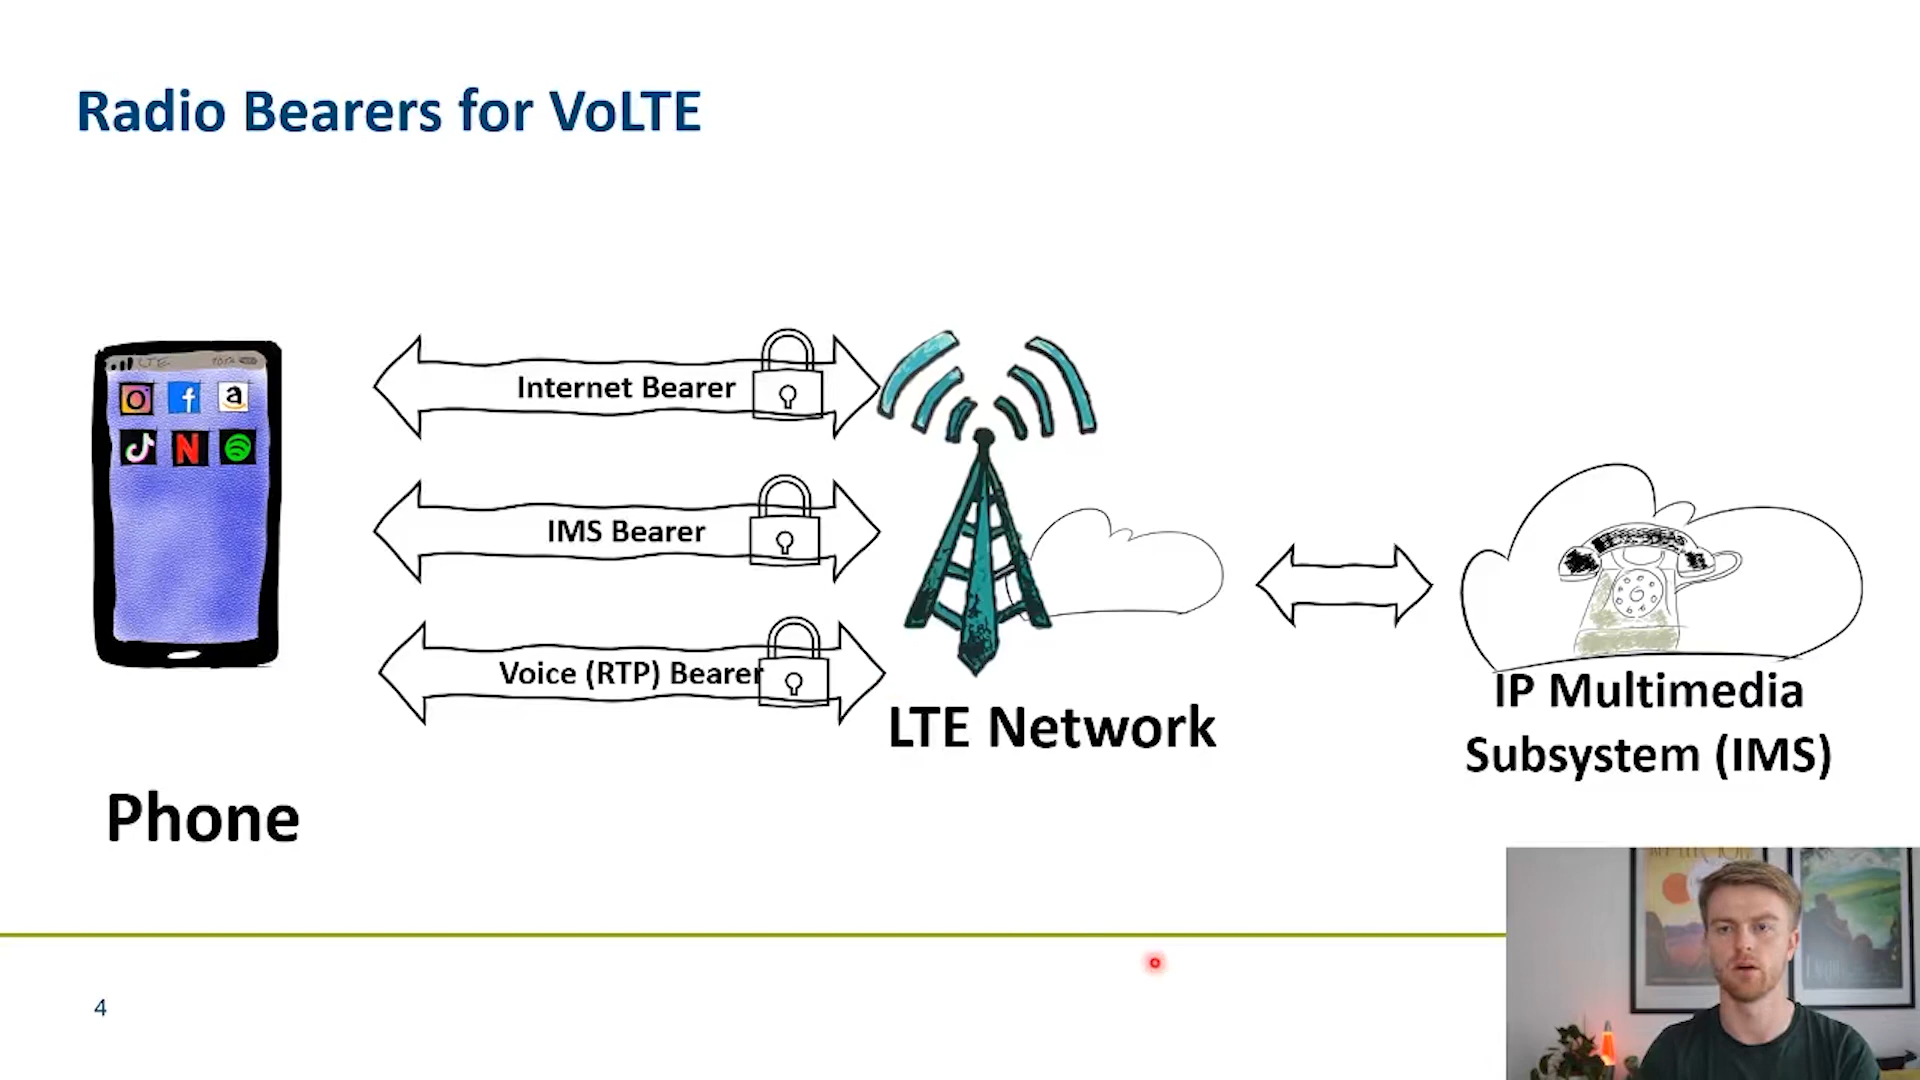 Radio Bearers for VoLTE
LTE
Internet Bearer
IMS Bearer
Voice (RTP) Bearer
LTE Network
IP Multimedia
Subsystem (IMS)
Phone
4